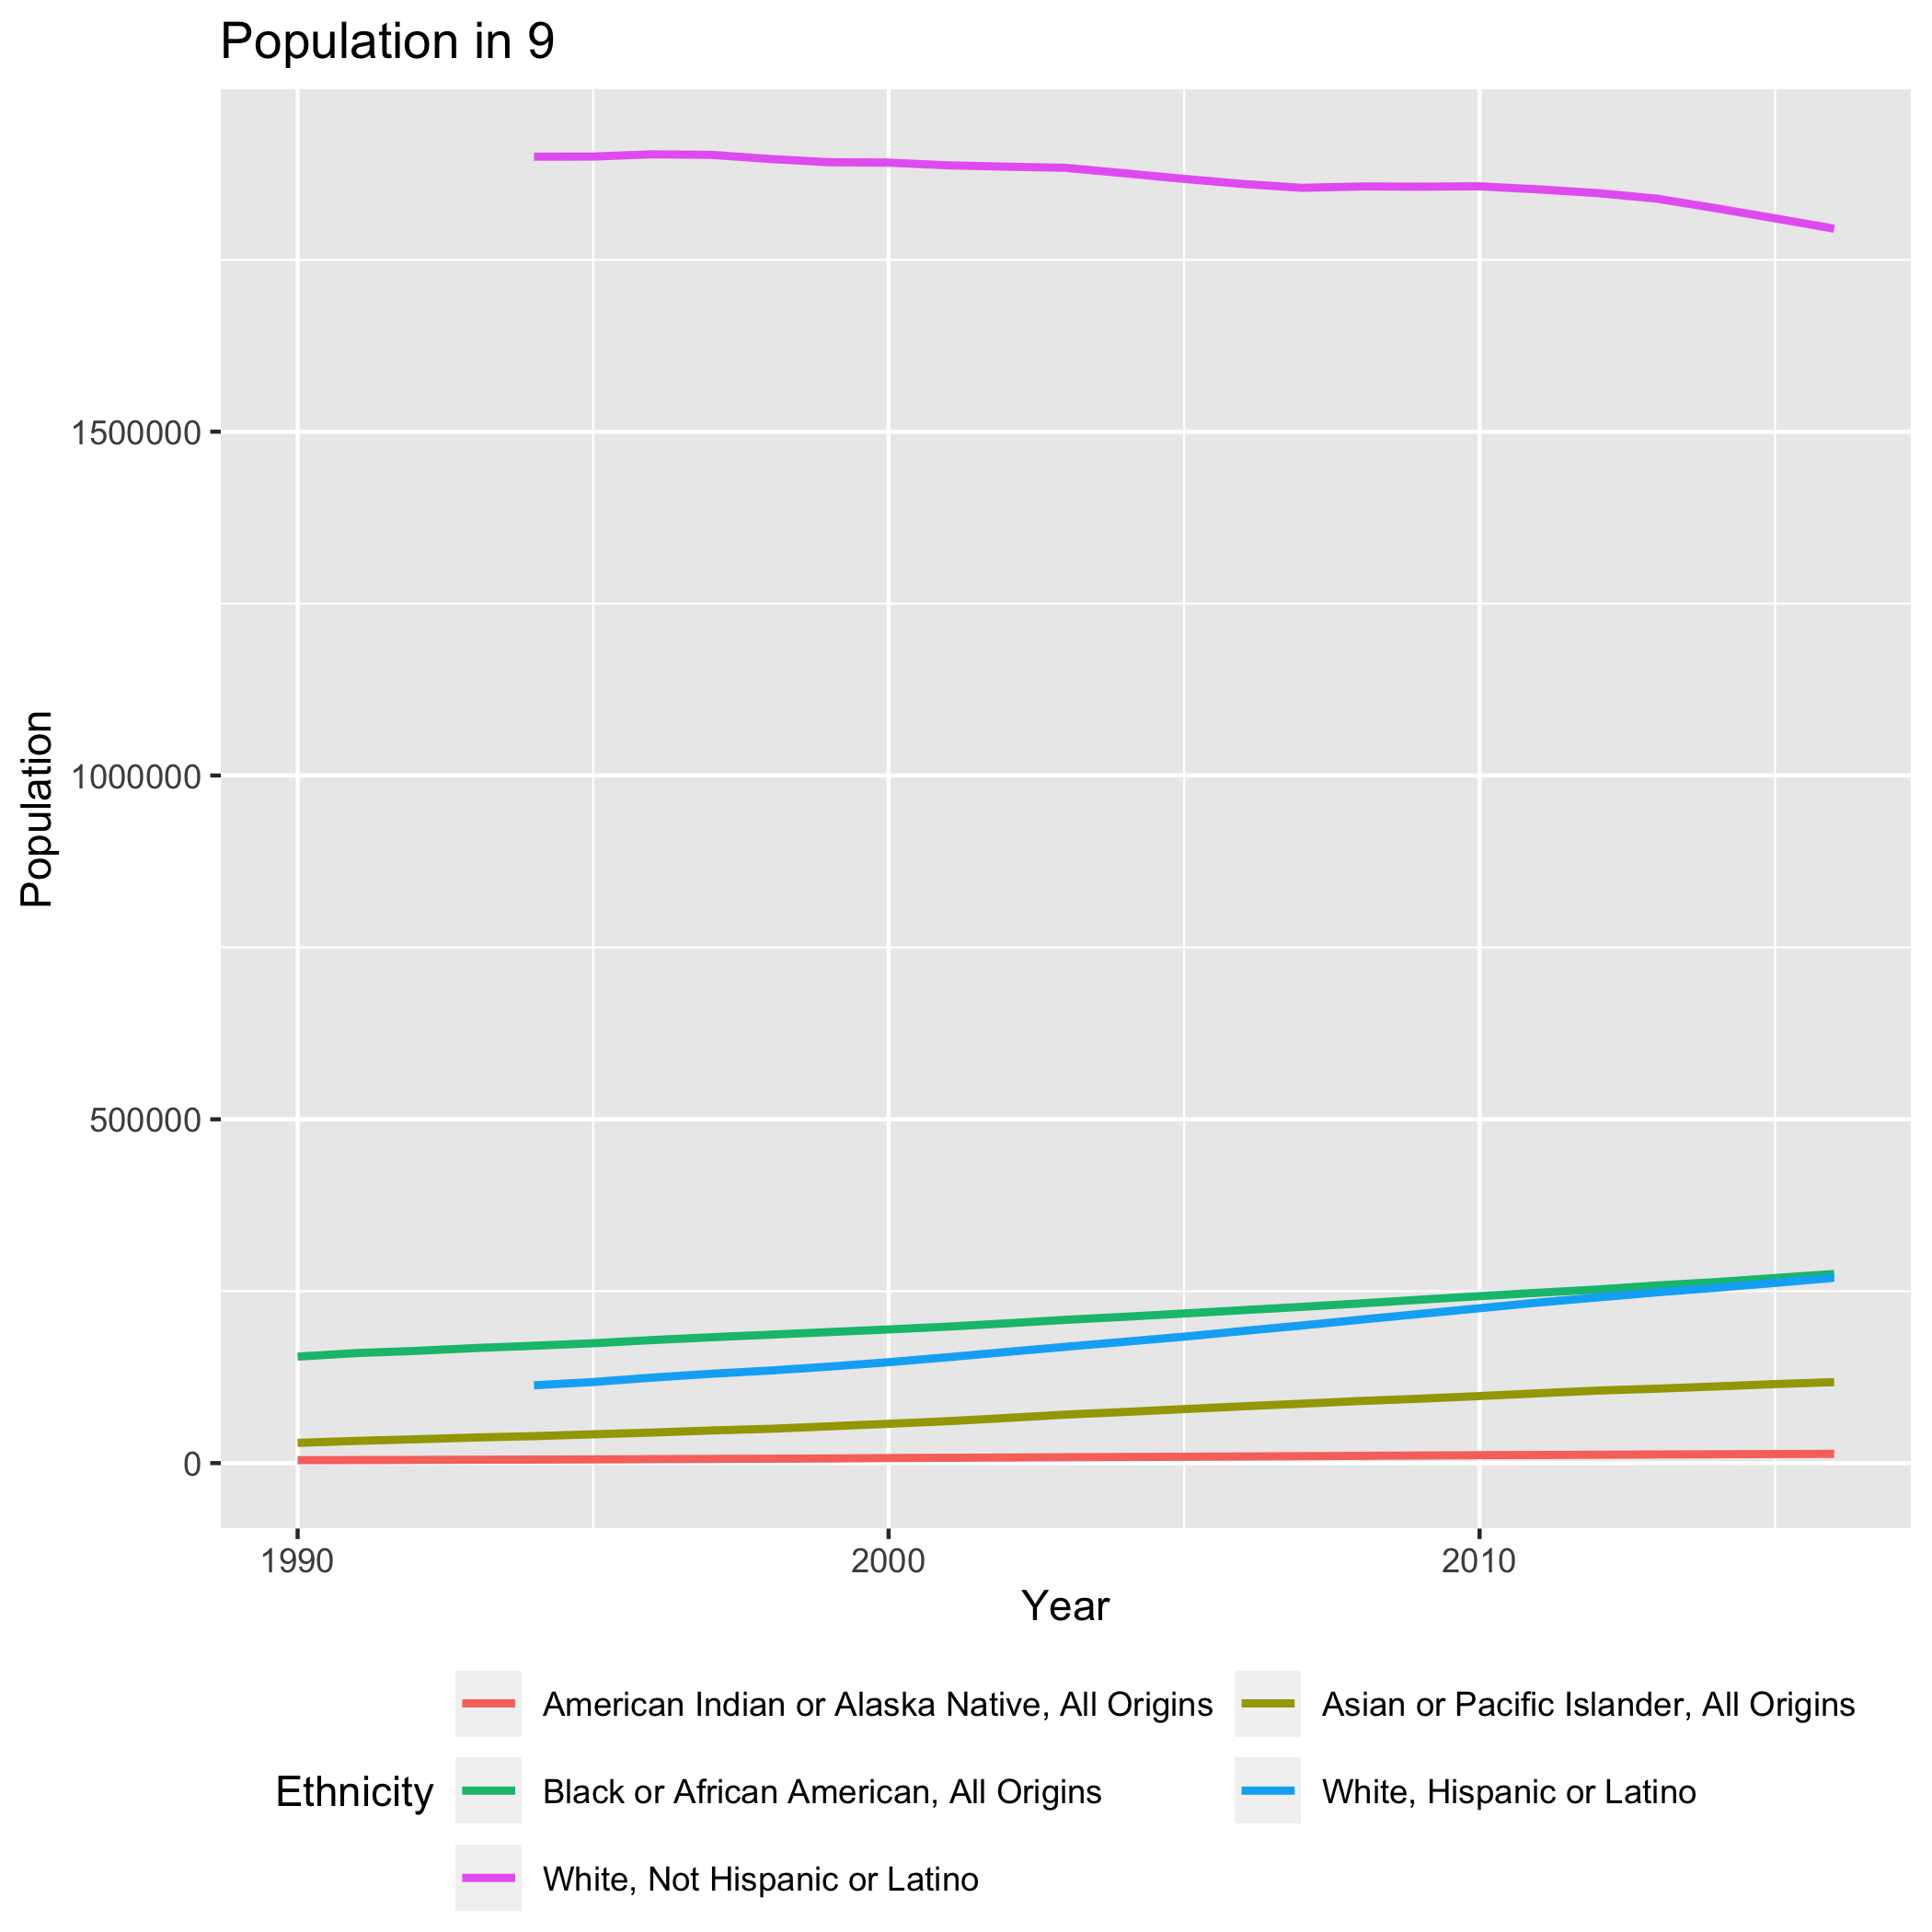 Population in 9
Population
1500000
1000000
500000
0
1990 2000 2010
Year
Ethnicity
American Indian or Alaska Native, All Origins
Asian or Pacific Islander, All Origins
Black or African American, All Origins
White, Hispanic or Latino
White, Not Hispanic or Latino